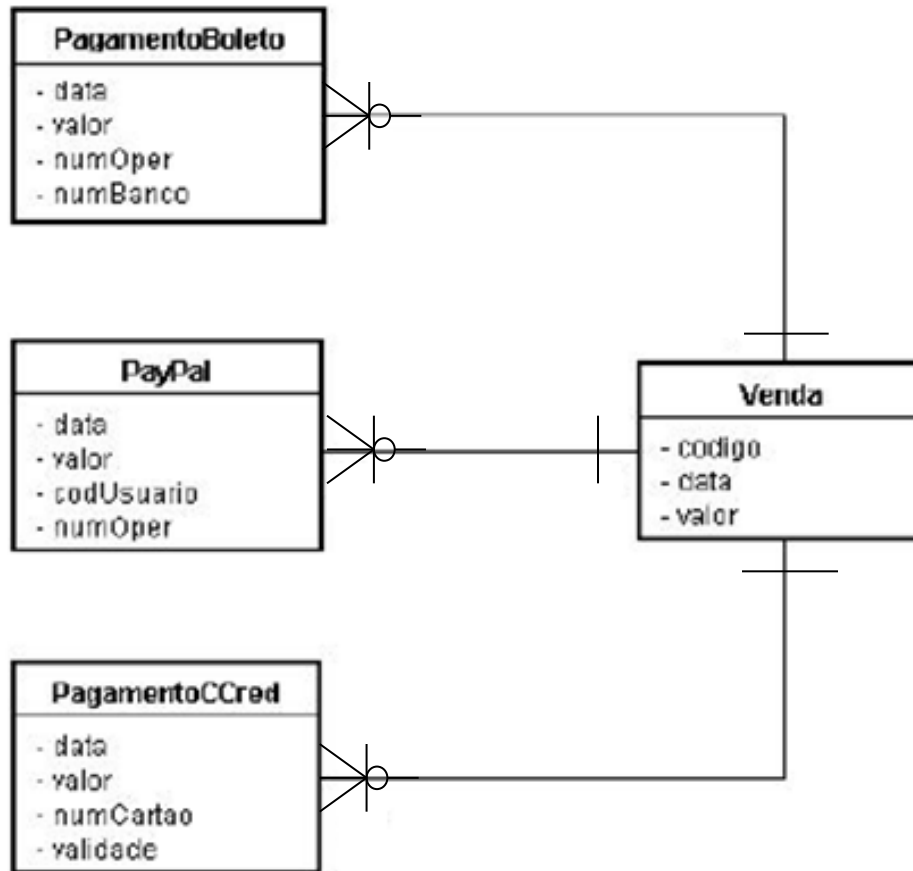 PagamentoBoleto
- data
- valor
- numOper
- numBanco
PayPal
- data
- valor
- codUsuario
- numOper
Venda
- codigo
- data
- valor
PagamentoCCred
- data
- valor
- numCartao
- validade